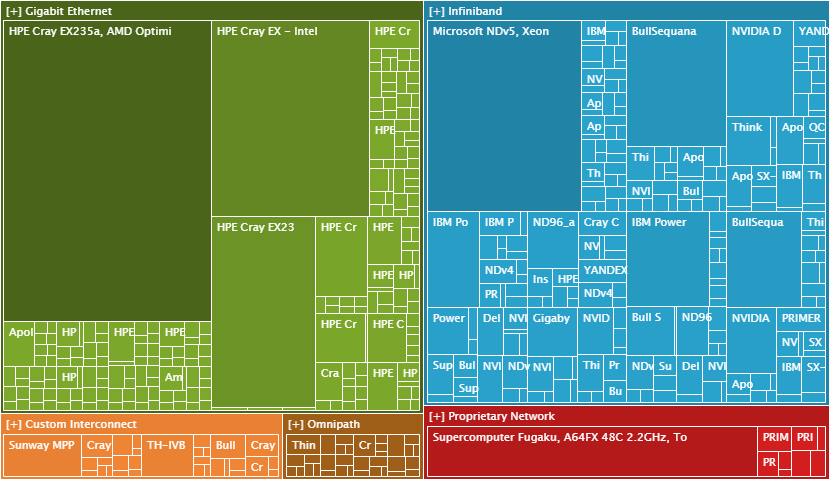 [+] Gigabit Ethernet
HPE Cray EX235a, AMD Optimi
HPE Cray EX - Intel
HPE Cr
HPE
HPE Cray EX23
HPE Cr
HPE
HPE
HP
HPE Cr
HPE C
Cra
HPE
HP
Apol
HP
HPE
HPE
HP
Am
[+] Infiniband
Microsoft NDv5, Xeon
IBM
NV
Ap
Ap
Th
BullSequana
Thi
Apo
NVI
Bul
NVIDIA D
YAND
Think
Apo
QC
Apo
SX-
IBM
Th
IBM Po
IBM P
NDv4
PR
ND96_a
Ins
HPE
Cray C
NV
YANDEX
NDv4
IBM Power
BullSequa
Thi
Power
Del
NVI
Gigaby
NVID
Bull S
ND96
NVIDIA
PRIMER
NV
SX
Sup
Bul
Sup
NVI
NDv
NVI
Thi
Pr
Bu
NDv
Su
Del
NVI
Apo
IBM
SX-
[+] Custom Interconnect
Sunway MPP
Cray
TH-IVB
Bull
Cray
Cr
[+] Omnipath
Thin
Cr
[+] Proprietary Network
Supercomputer Fugaku, A64FX 48C 2.2GHz, To
PRIM
PRI
PR